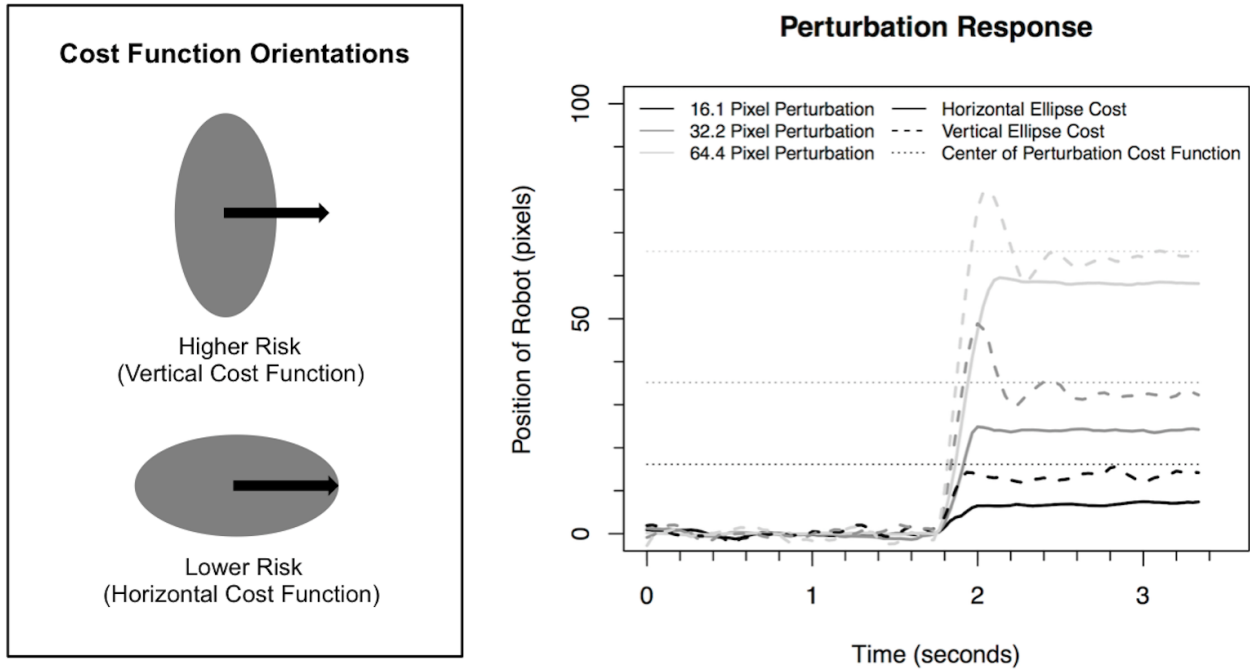 Cost Function Orientations
Higher Risk
(Vertical Cost Function)
Lower Risk
(Horizontal Cost Function)
Perturbation Response
Position of Robot (pixels)
100
50
0
16.1 Pixel Perturbation
32.2 Pixel Perturbation
64.4 Pixel Perturbation
Horizontal Ellipse Cost
Vertical Ellipse Cost
Center of Perturbation Cost Function
0 1 2 3
Time (seconds)